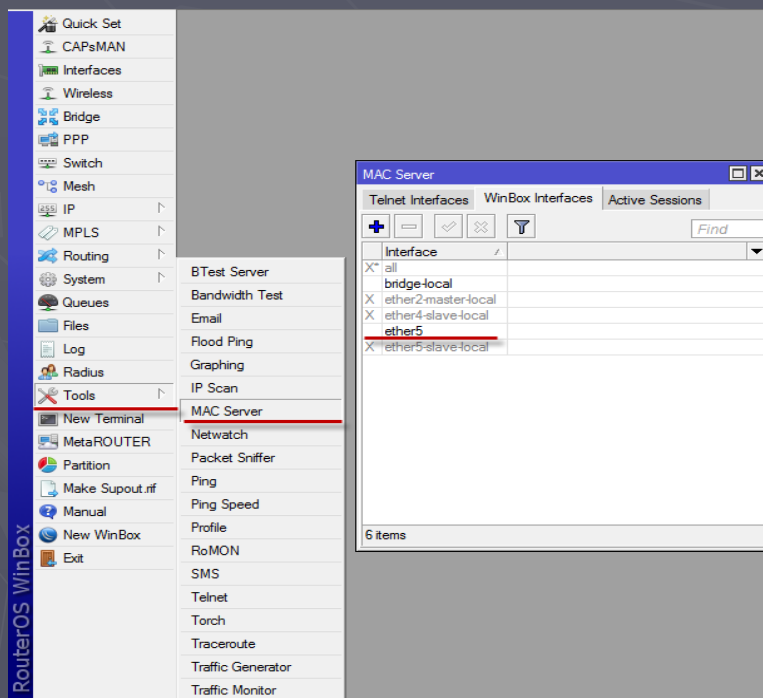 Quick Set
CAPsMAN
Interfaces
Wireless
Bridge
PPP
Switch
Mesh
IP
MPLS
Routing
System
Queues
Files
Log
Radius
Tools
New Terminal
MetaROUTER
Partition
Make Supout.rif
Manual
New WinBox
Exit
RouterOS WinBox
BTest Server
Bandwidth Test
Email
Flood Ping
Graphing
IP Scan
MAC Server
Netwatch
Packet Sniffer
Ping
Ping Speed
Profile
RoMON
SMS
Telnet
Torch
Traceroute
Traffic Generator
Traffic Monitor
MAC Server
Telnet Interfaces WinBox Interfaces Active Sessions
Find
Interface
X* all
bridge-local
X ether2-master-local
X ether4-slave-local
ether5
X ether5-slave-local
6 items